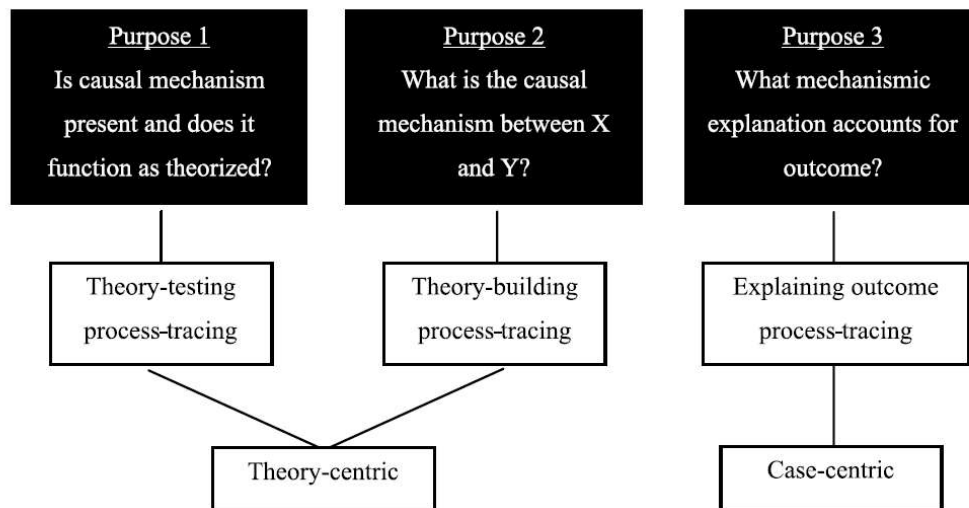 Purpose 1
Is causal mechanism
present and does it
function as theorized?
Purpose 2
What is the causal
mechanism between X
and Y?
Purpose 3
What mechanismic
explanation accounts for
outcome?
Theory-testing
process-tracing
Theory-building
process-tracing
Explaining outcome
process-tracing
Theory-centric
Case-centric